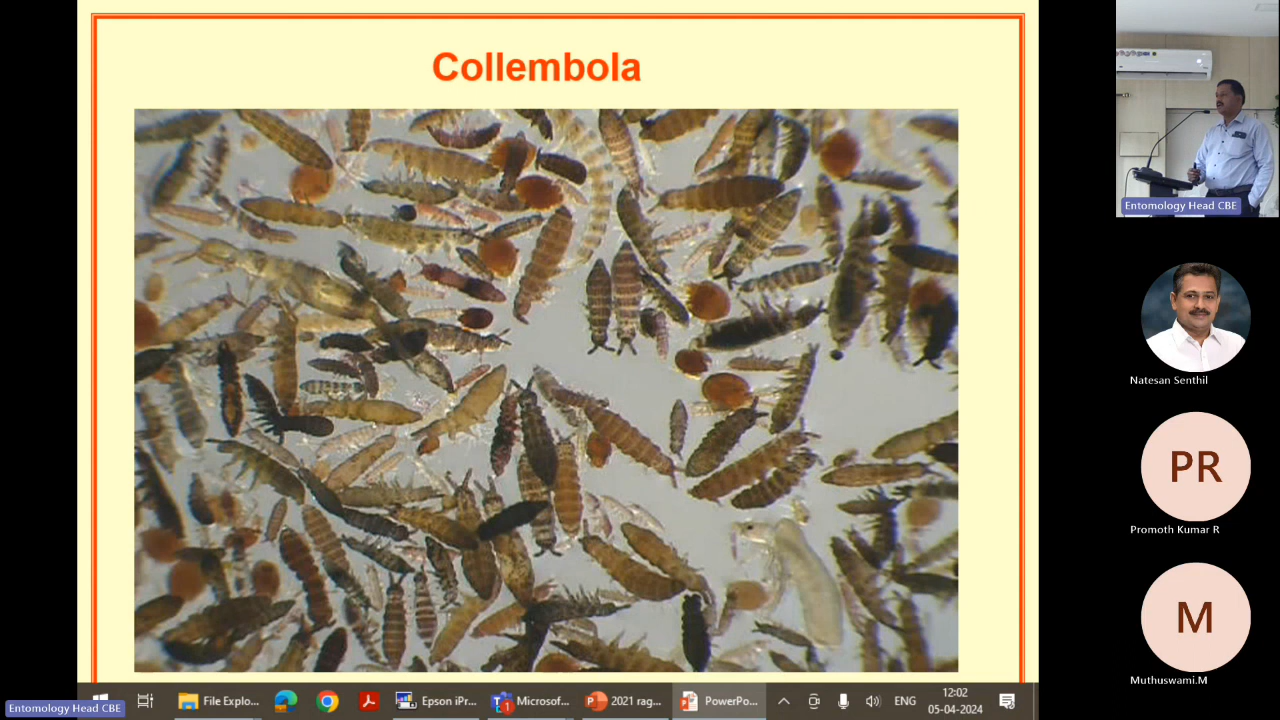 Collembola
Entomology Head CBE
Natesan Senthil
PR
Promoth Kumar R
M
Muthuswami.M
Entomology Head CBE
File Explo...
Epson iPr...
Microsof...
1
2021 rag...
PowerPo...
ENG
12:02
05-04-2024